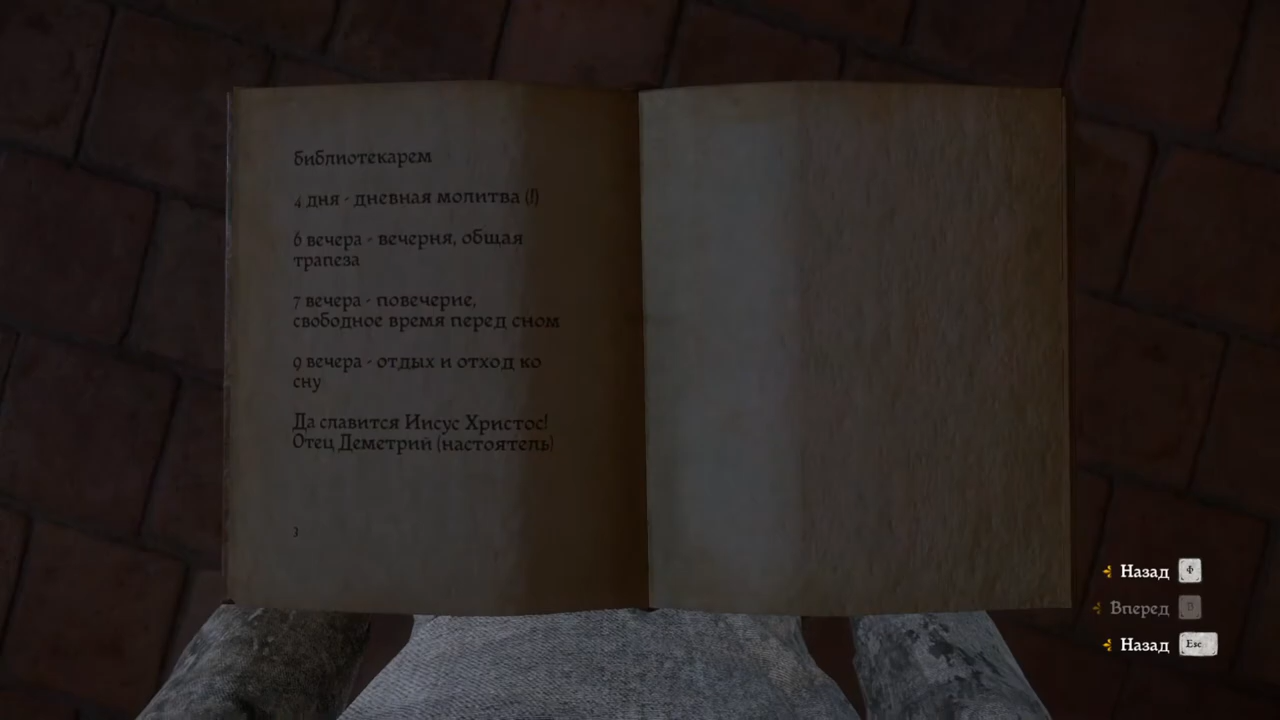 библиотекарем
4 дня - дневная молитва (!)
6 вечера - вечерня, общая
трапеза
7 вечера - повечерие,
свободное время перед сном
9 вечера - отдых и отход ко
сну
Да славится Иисус Христос!
Отец Деметрий (настоятель)
3
Назад Ф
Вперед В
Назад Esc